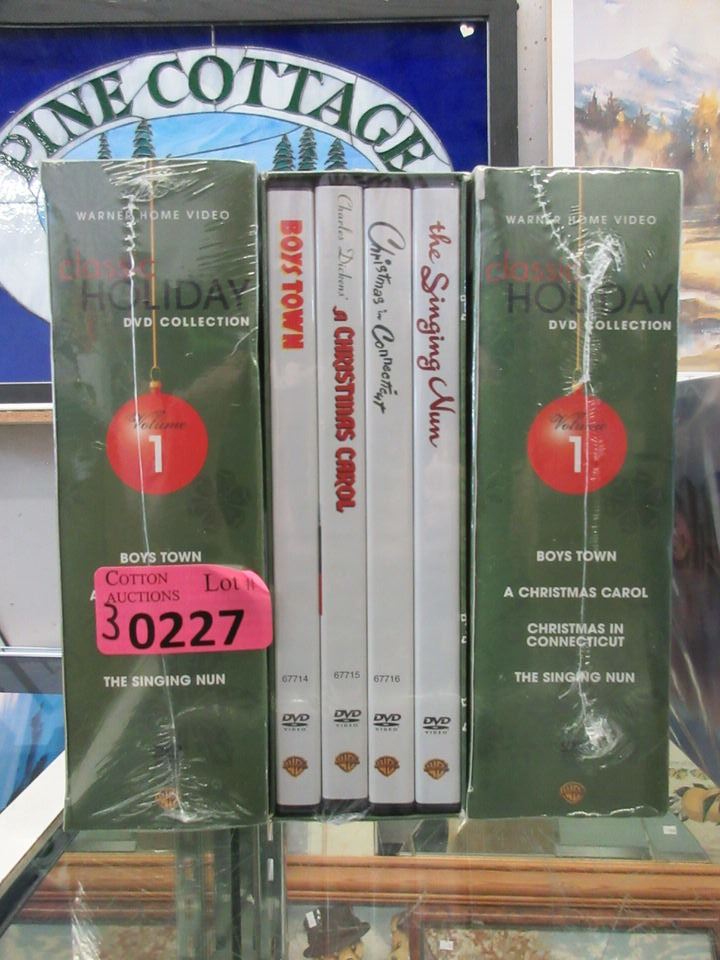 PINE COTTAGE
WARNER HOME VIDEO
classic
HOLIDAY
DVD COLLECTION
Volume
1
BOYS TOWN
COTTON
AUCTIONS
Lot #
3 0227
THE SINGING NUN
BOYS TOWN
67714
DVD
VIDEO
Charles Dickens'
A CHRISTMAS CAROL
67715
DVD
VIDEO
Christmas in Connecticut
67716
DVD
VIDEO
the Singing Nun
DVD
VIDEO
WARNER HOME VIDEO
classic
HOLIDAY
DVD COLLECTION
Volume
1
BOYS TOWN
A CHRISTMAS CAROL
CHRISTMAS IN
CONNECTICUT
THE SINGING NUN